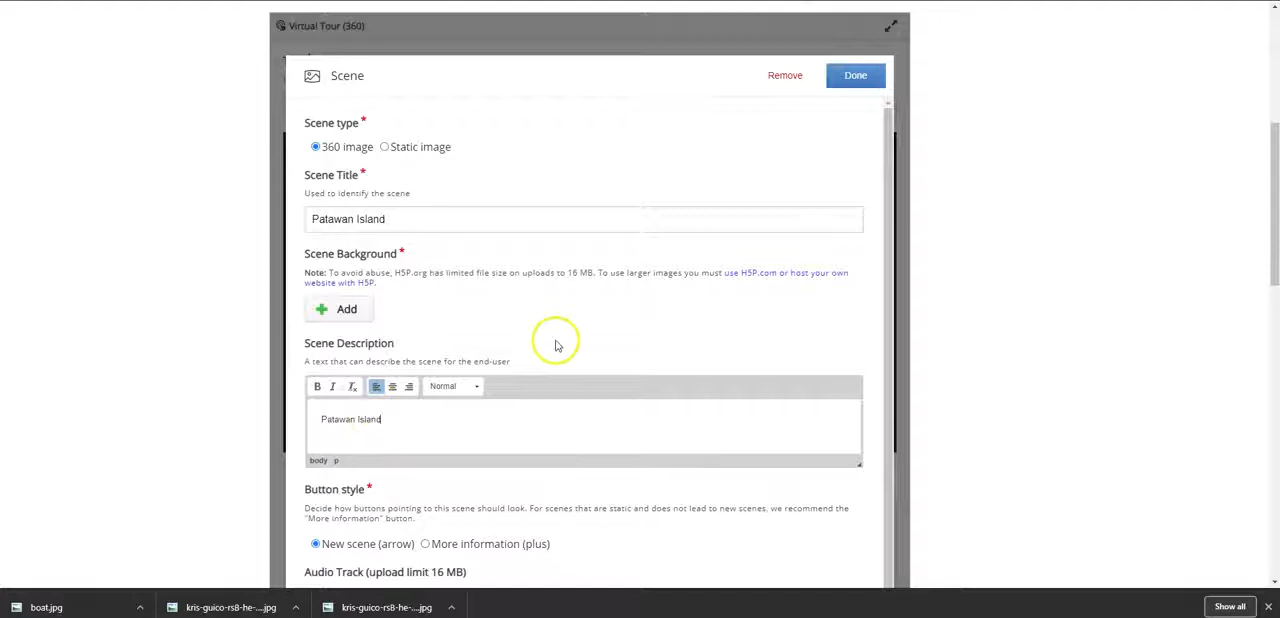 Virtual Tour (360)
Scene
Remove
Done
Scene type *
360 image
Static image
Scene Title *
Used to identify the scene
Patawan Island
Scene Background *
Note: To avoid abuse, H5P.org has limited file size on uploads to 16 MB. To use larger images you must use H5P.com or host your own
website with H5P.
Add
Scene Description
A text that can describe the scene for the end-user
B I Ix Normal
Patawan Island
body p
Button style *
Decide how buttons pointing to this scene should look. For scenes that are static and does not lead to new scenes, we recommend the
"More information" button.
New scene (arrow)
More information (plus)
Audio Track (upload limit 16 MB)
boat.jpg
kris-guico-rsB-he-....jpg
kris-guico-rsB-he-....jpg
Show all